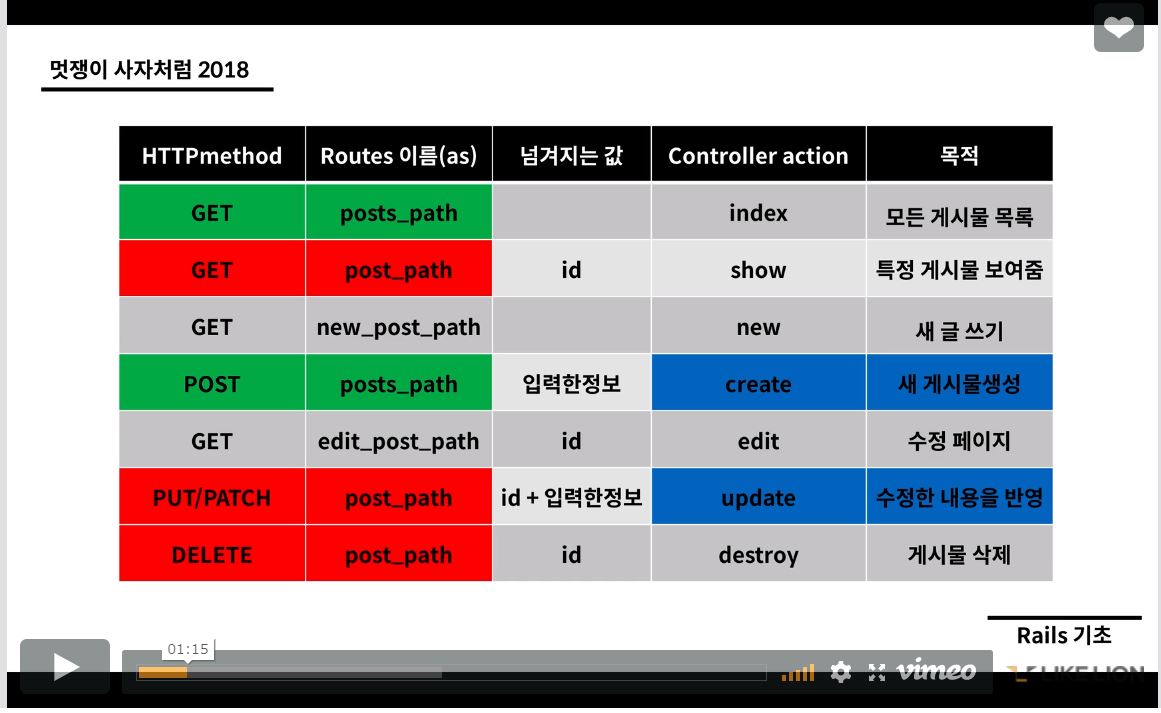 멋쟁이 사자처럼 2018
HTTPmethod Routes 이름(as) 넘겨지는 값 Controller action 목적
GET posts_path index 모든 게시물 목록
GET post_path id show 특정 게시물 보여줌
GET new_post_path new 새 글 쓰기
POST posts_path 입력한정보 create 새 게시물생성
GET edit_post_path id edit 수정 페이지
PUT/PATCH post_path id + 입력한정보 update 수정한 내용을 반영
DELETE post_path id destroy 게시물 삭제
Rails 기초
01:15
vimeo
LIKE LION